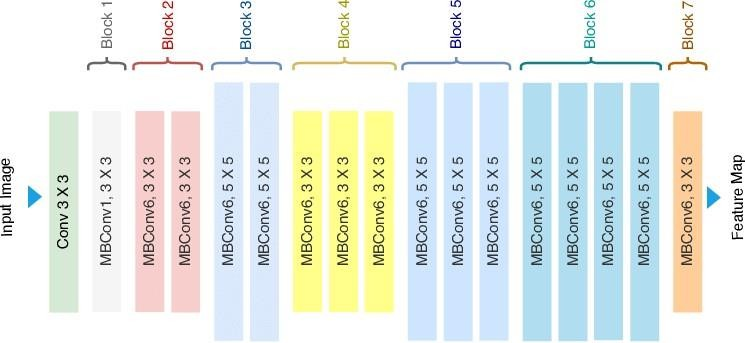 Block 1
Block 2
Block 3
Block 4
Block 5
Block 6
Block 7
Input Image
Conv 3 X 3
MBConv1, 3 X 3
MBConv6, 3 X 3
MBConv6, 3 X 3
MBConv6, 5 X 5
MBConv6, 5 X 5
MBConv6, 3 X 3
MBConv6, 3 X 3
MBConv6, 3 X 3
MBConv6, 5 X 5
MBConv6, 5 X 5
MBConv6, 5 X 5
MBConv6, 5 X 5
MBConv6, 5 X 5
MBConv6, 5 X 5
MBConv6, 5 X 5
MBConv6, 3 X 3
Feature Map